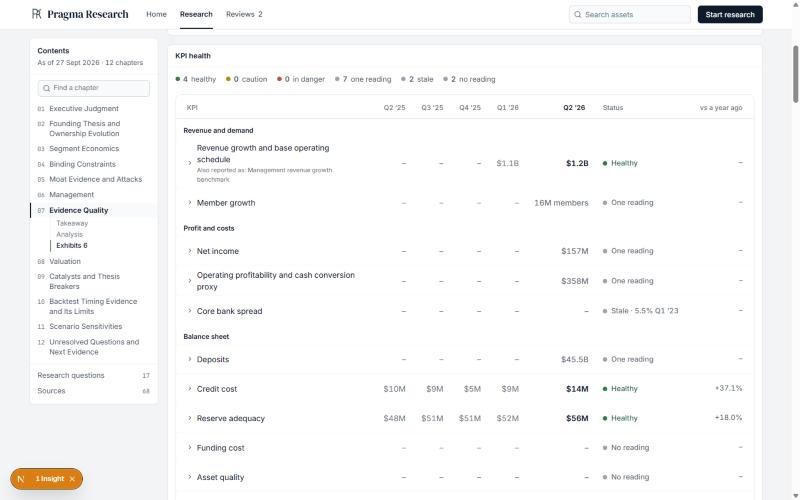 Pragma Research
Home
Research
Reviews 2
Search assets
Start research
Contents
As of 27 Sept 2026 · 12 chapters
Find a chapter
01 Executive Judgment
02 Founding Thesis and
Ownership Evolution
03 Segment Economics
04 Binding Constraints
05 Moat Evidence and Attacks
06 Management
07 Evidence Quality
Takeaway
Analysis
Exhibits 6
08 Valuation
09 Catalysts and Thesis
Breakers
10 Backtest Timing Evidence
and Its Limits
11 Scenario Sensitivities
12 Unresolved Questions and
Next Evidence
Research questions 17
Sources 68
KPI health
4 healthy 0 caution 0 in danger 7 one reading 2 stale 2 no reading
KPI Q2 '25 Q3 '25 Q4 '25 Q1 '26 Q2 '26 Status vs a year ago
Revenue and demand
Revenue growth and base operating
schedule
Also reported as: Management revenue growth
benchmark
– – – $1.1B $1.2B Healthy –
Member growth – – – – 16M members One reading –
Profit and costs
Net income – – – – $157M One reading –
Operating profitability and cash conversion
proxy
– – – – $358M One reading –
Core bank spread – – – – – Stale · 5.5% Q1 '23 –
Balance sheet
Deposits – – – – $45.5B One reading –
Credit cost $10M $9M $5M $9M $14M Healthy +37.1%
Reserve adequacy $48M $51M $51M $52M $56M Healthy +18.0%
Funding cost – – – – – No reading –
Asset quality – – – – – No reading –
N 1 Insight ×